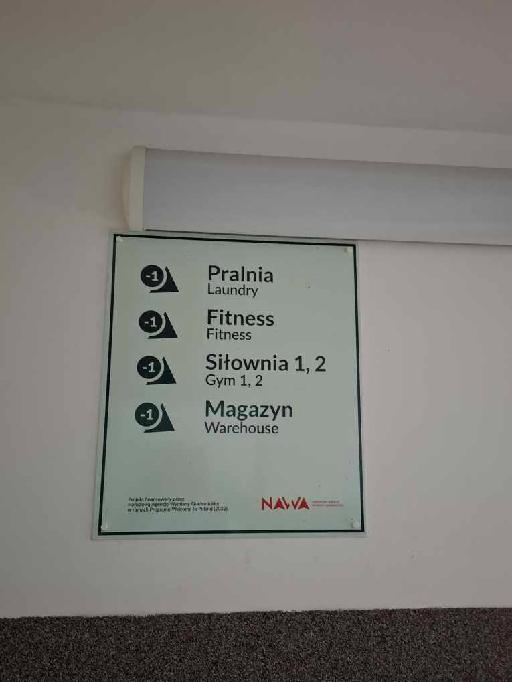 -1 Pralnia
Laundry
-1 Fitness
Fitness
-1 Siłownia 1, 2
Gym 1, 2
-1 Magazyn
Warehouse
NAWA